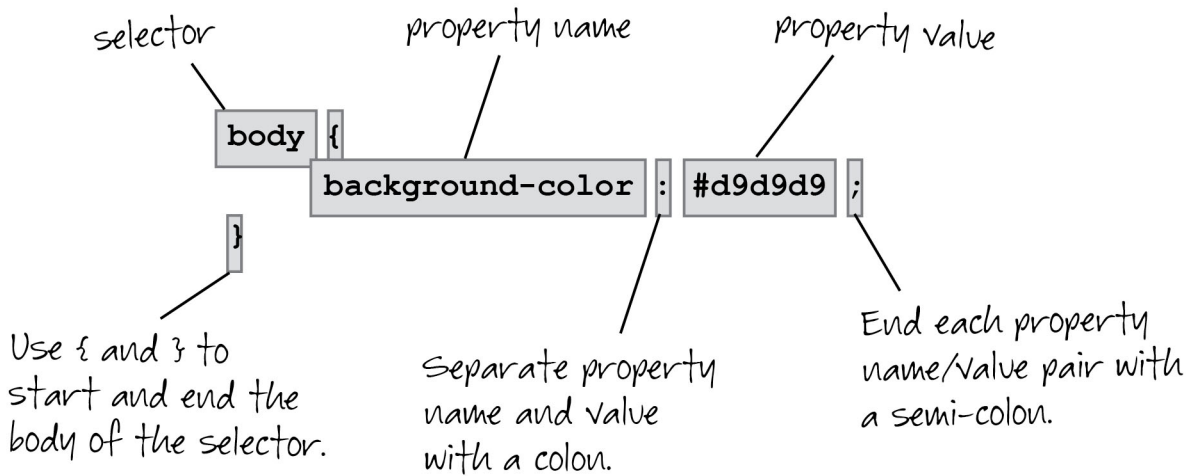 selector
property name
property value
body {
background-color : #d9d9d9 ;
}
Use { and } to
start and end the
body of the selector.
Separate property
name and value
with a colon.
End each property
name/value pair with
a semi-colon.